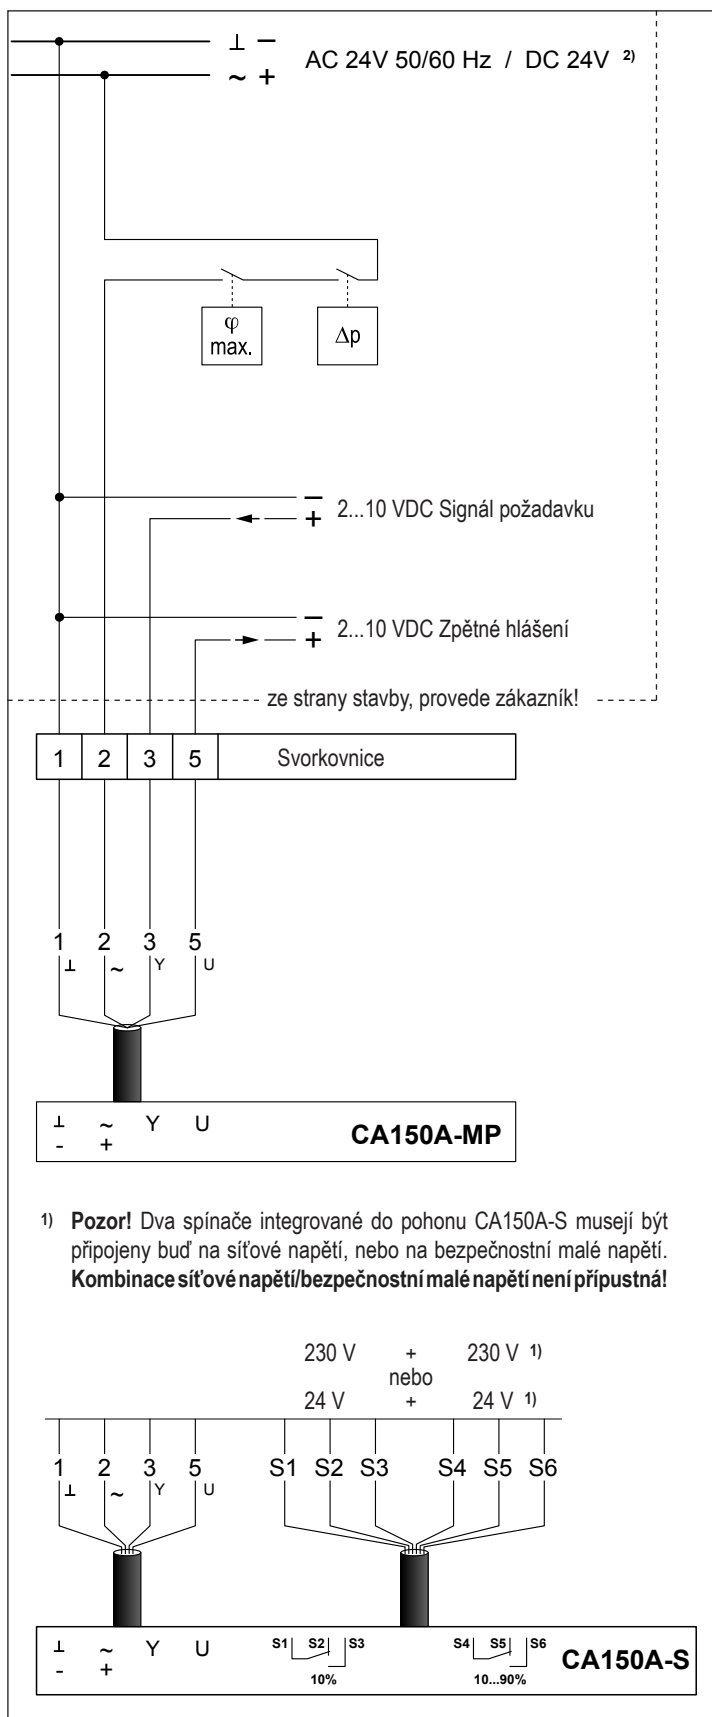 ⊥ −
AC 24V 50/60 Hz / DC 24V 2)
~ +
φ
max.
Δp
−
+
2...10 VDC Signál požadavku
−
+
2...10 VDC Zpětné hlášení
ze strany stavby, provede zákazník!
1 2 3 5 Svorkovnice
1 2 3 5
⊥ ~ Y U
⊥ ~ Y U
- +
CA150A-MP
1) Pozor! Dva spínače integrované do pohonu CA150A-S musejí být
připojeny buď na síťové napětí, nebo na bezpečnostní malé napětí.
Kombinace síťové napětí/bezpečnostní malé napětí není přípustná!
230 V + 230 V 1)
nebo
24 V + 24 V 1)
1 2 3 5 S1 S2 S3 S4 S5 S6
⊥ ~ Y U
⊥ ~ Y U
- +
S1 S2 S3
10%
S4 S5 S6
10...90%
CA150A-S